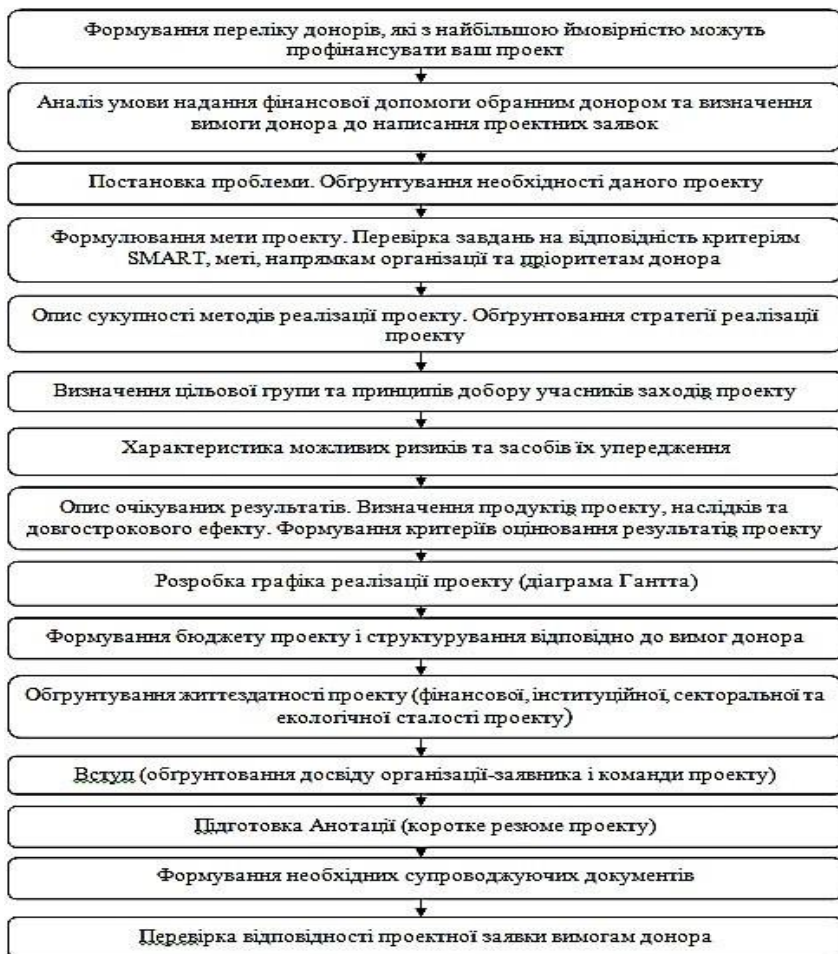 Формування переліку донорів, які з найбільшою ймовірністю можуть
профінансувати ваш проект
Аналіз умови надання фінансової допомоги обранним донором та визначення
вимоги донора до написання проектних заявок
Постановка проблеми. Обґрунтування необхідності даного проекту
Формулювання мети проекту. Перевірка завдань на відповідність критеріям
SMART, меті, напрямкам організації та пріоритетам донора
Опис сукупності методів реалізації проекту. Обґрунтовання стратегії реалізації
проекту
Визначення цільової групи та принципів добору учасників заходів проекту
Характеристика можливих ризиків та засобів їх упередження
Опис очікуваних результатів. Визначення продуктів проекту, наслідків та
довгострокового ефекту. Формування критеріїв оцінювання результатів проекту
Розробка графіка реалізації проекту (діаграма Гантта)
Формування бюджету проекту і структурування відповідно до вимог донора
Обгрунтування життєздатності проекту (фінансової, інституційної, секторальної та
екологічної сталості проекту)
Вступ (обґрунтовання досвіду організації-заявника і команди проекту)
Підготовка Анотації (коротке резюме проекту)
Формування необхідних супроводжуючих документів
Перевірка відповідності проектної заявки вимогам донора